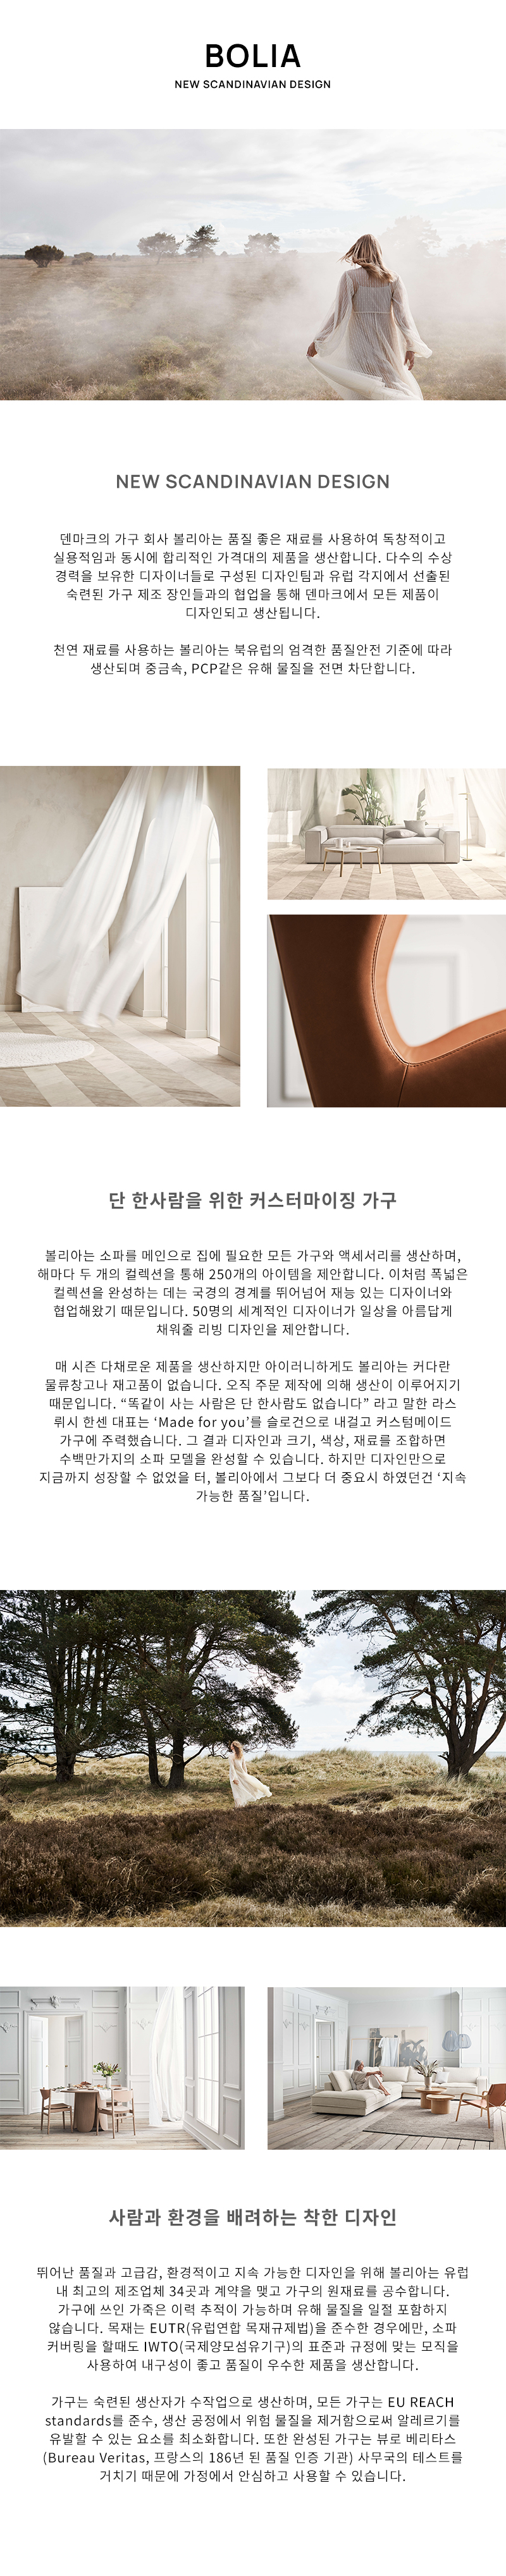 BOLIA
NEW SCANDINAVIAN DESIGN
NEW SCANDINAVIAN DESIGN
덴마크의 가구 회사 볼리아는 품질 좋은 재료를 사용하여 독창적이고
실용적임과 동시에 합리적인 가격대의 제품을 생산합니다. 다수의 수상
경력을 보유한 디자이너들로 구성된 디자인팀과 유럽 각지에서 선출된
숙련된 가구 제조 장인들과의 협업을 통해 덴마크에서 모든 제품이
디자인되고 생산됩니다.
천연 재료를 사용하는 볼리아는 북유럽의 엄격한 품질안전 기준에 따라
생산되며 중금속, PCP같은 유해 물질을 전면 차단합니다.
단 한사람을 위한 커스터마이징 가구
볼리아는 소파를 메인으로 집에 필요한 모든 가구와 액세서리를 생산하며,
해마다 두 개의 컬렉션을 통해 250개의 아이템을 제안합니다. 이처럼 폭넓은
컬렉션을 완성하는 데는 국경의 경계를 뛰어넘어 재능 있는 디자이너와
협업해왔기 때문입니다. 50명의 세계적인 디자이너가 일상을 아름답게
채워줄 리빙 디자인을 제안합니다.
매 시즌 다채로운 제품을 생산하지만 아이러니하게도 볼리아는 커다란
물류창고나 재고품이 없습니다. 오직 주문 제작에 의해 생산이 이루어지기
때문입니다. “똑같이 사는 사람은 단 한사람도 없습니다” 라고 말한 라스
뤼시 한센 대표는 ‘Made for you’를 슬로건으로 내걸고 커스텀메이드
가구에 주력했습니다. 그 결과 디자인과 크기, 색상, 재료를 조합하면
수백만가지의 소파 모델을 완성할 수 있습니다. 하지만 디자인만으로
지금까지 성장할 수 없었을 터, 볼리아에서 그보다 더 중요시 하였던건 ‘지속
가능한 품질’입니다.
사람과 환경을 배려하는 착한 디자인
뛰어난 품질과 고급감, 환경적이고 지속 가능한 디자인을 위해 볼리아는 유럽
내 최고의 제조업체 34곳과 계약을 맺고 가구의 원재료를 공수합니다.
가구에 쓰인 가죽은 이력 추적이 가능하며 유해 물질을 일절 포함하지
않습니다. 목재는 EUTR(유럽연합 목재규제법)을 준수한 경우에만, 소파
커버링을 할때도 IWTO(국제양모섬유기구)의 표준과 규정에 맞는 모직을
사용하여 내구성이 좋고 품질이 우수한 제품을 생산합니다.
가구는 숙련된 생산자가 수작업으로 생산하며, 모든 가구는 EU REACH
standards를 준수, 생산 공정에서 위험 물질을 제거함으로써 알레르기를
유발할 수 있는 요소를 최소화합니다. 또한 완성된 가구는 뷰로 베리타스
(Bureau Veritas, 프랑스의 186년 된 품질 인증 기관) 사무국의 테스트를
거치기 때문에 가정에서 안심하고 사용할 수 있습니다.